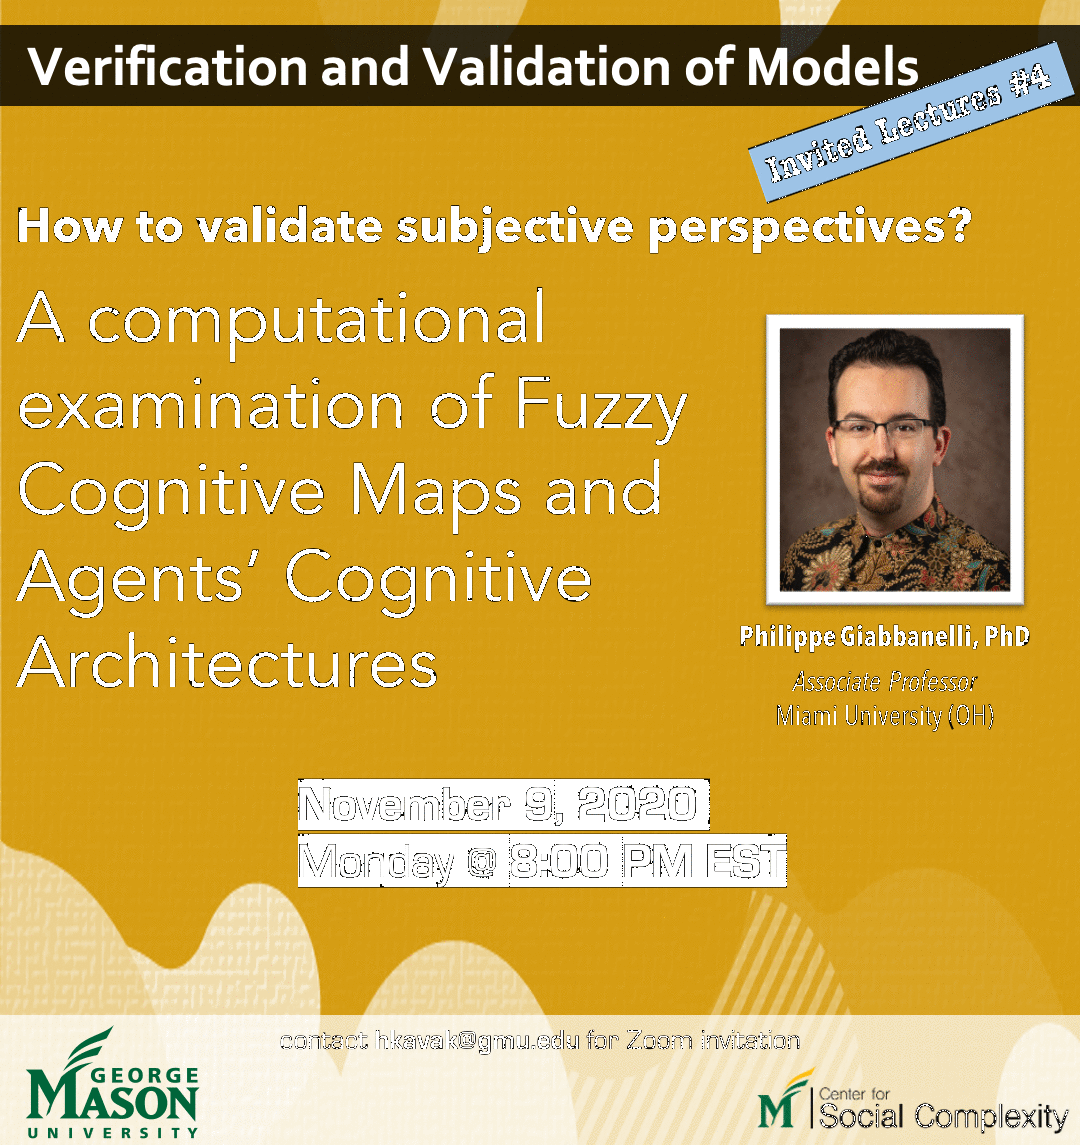 Verification and Validation of Models
Invited Lectures #4
How to validate subjective perspectives?
A computational
examination of Fuzzy
Cognitive Maps and
Agents’ Cognitive
Architectures
Philippe Giabbanelli, PhD
Associate Professor
Miami University (OH)
November 9, 2020
Monday @ 8:00 PM EST
contact hkavak@gmu.edu for Zoom invitation
GEORGE
MASON
UNIVERSITY
M
Center for
Social Complexity